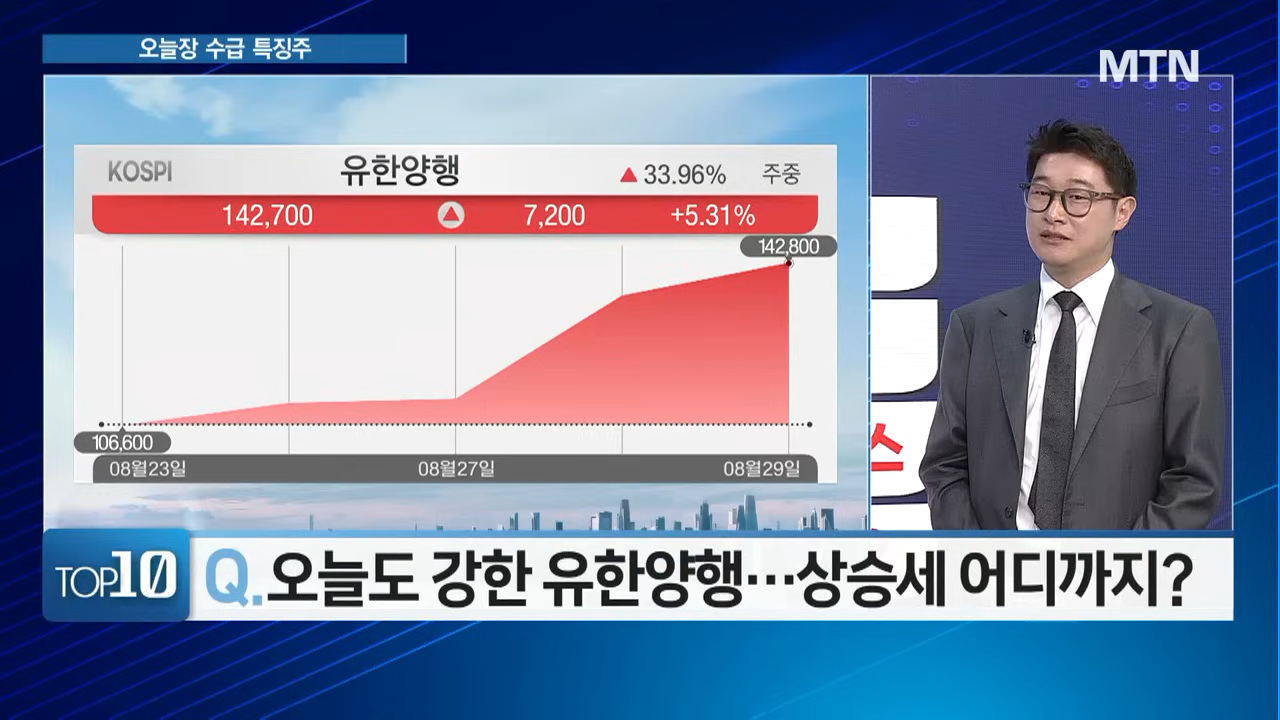 오늘장 수급 특징주
MTN
KOSPI 유한양행 ▲ 33.96% 주중
142,700 ▲ 7,200 +5.31%
142,800
106,600
08월23일 08월27일 08월29일
TOP10 Q.오늘도 강한 유한양행…상승세 어디까지?